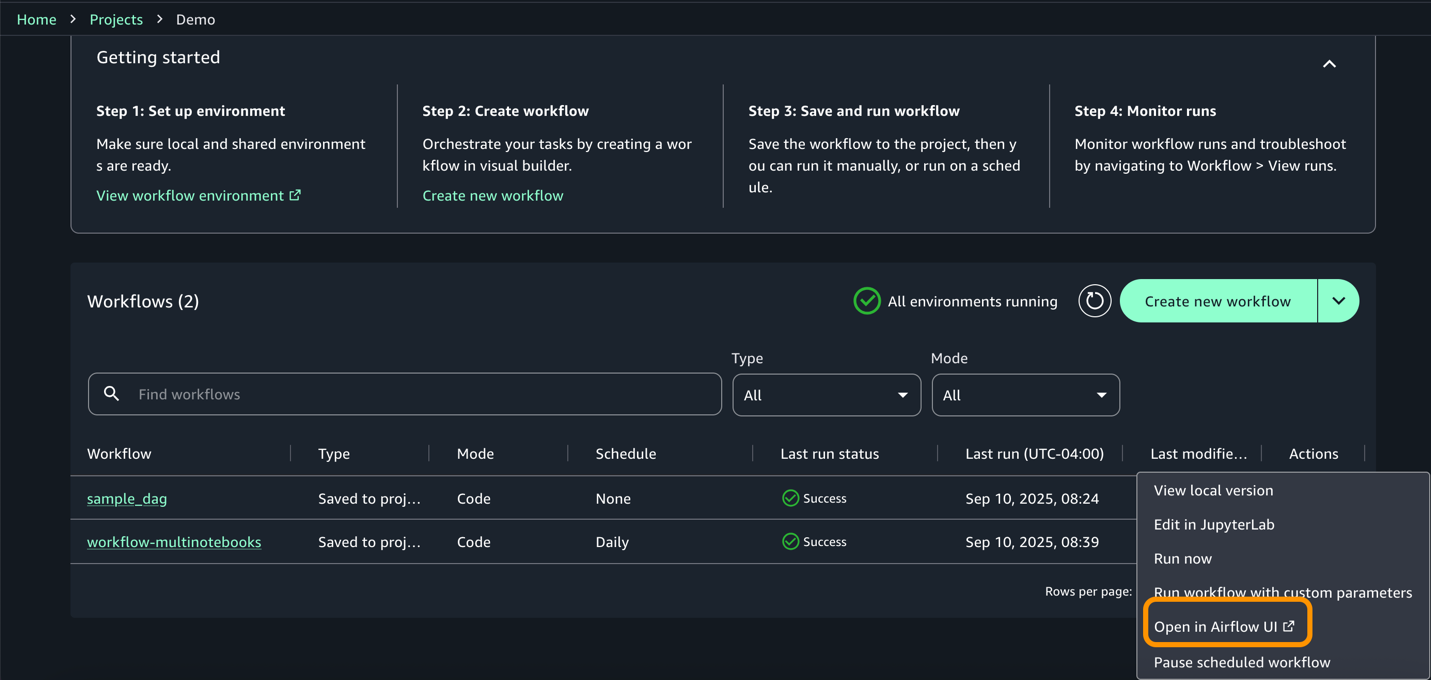 Home > Projects > Demo
Getting started
Step 1: Set up environment
Make sure local and shared environment
s are ready.
View workflow environment
Step 2: Create workflow
Orchestrate your tasks by creating a wor
kflow in visual builder.
Create new workflow
Step 3: Save and run workflow
Save the workflow to the project, then y
ou can run it manually, or run on a sched
ule.
Step 4: Monitor runs
Monitor workflow runs and troubleshoot
by navigating to Workflow > View runs.
Workflows (2)
All environments running
Create new workflow
Type
Mode
Find workflows
All
All
Workflow Type Mode Schedule Last run status Last run (UTC-04:00) Last modifie... Actions
sample_dag Saved to proj... Code None Success Sep 10, 2025, 08:24
workflow-multinotebooks Saved to proj... Code Daily Success Sep 10, 2025, 08:39
Rows per page:
View local version
Edit in JupyterLab
Run now
Run workflow with custom parameters
Open in Airflow UI
Pause scheduled workflow